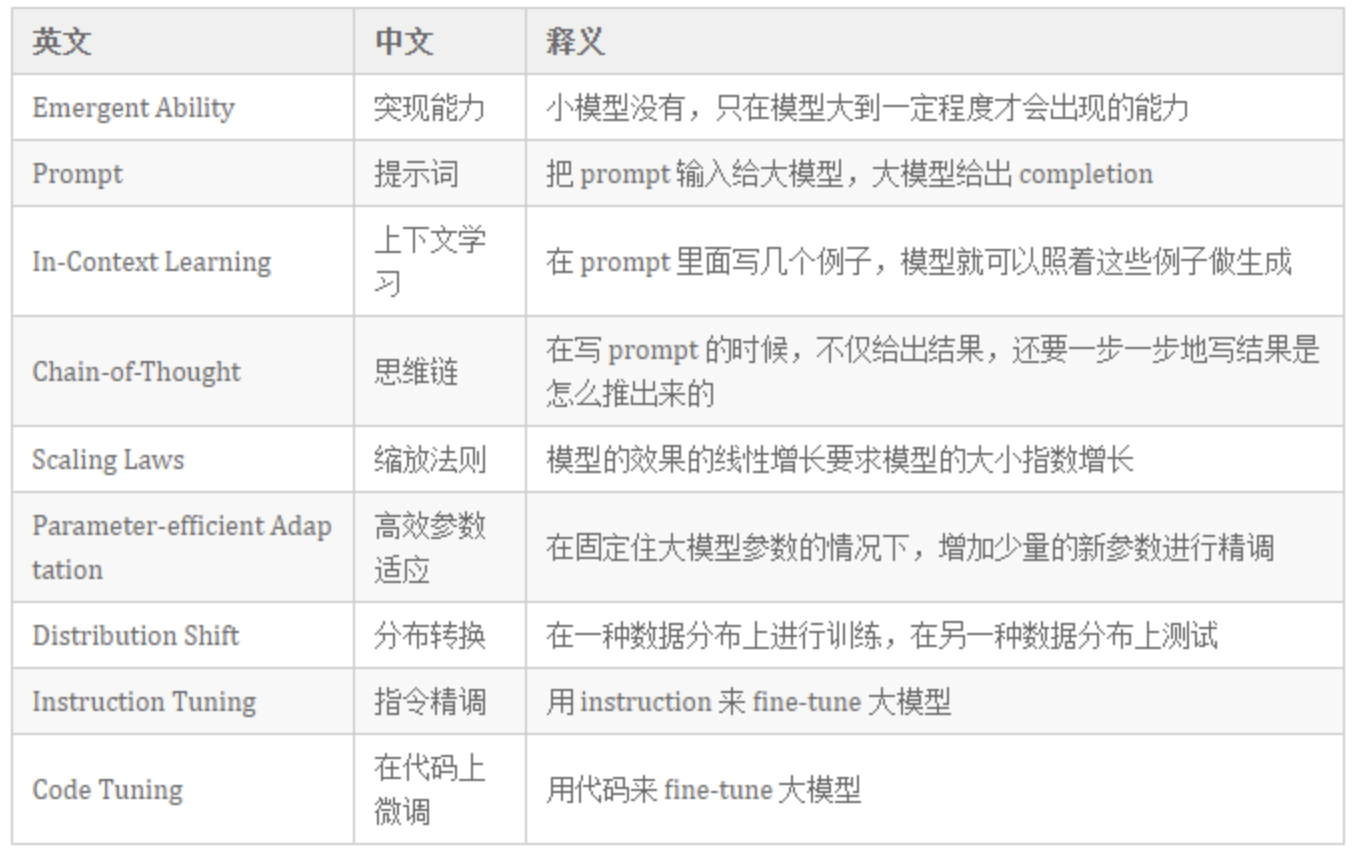 英文 中文 释义
Emergent Ability 突现能力 小模型没有，只在模型大到一定程度才会出现的能力
Prompt 提示词 把 prompt 输入给大模型，大模型给出 completion
In-Context Learning
上下文学
习
在 prompt 里面写几个例子，模型就可以照着这些例子做生成
Chain-of-Thought 思维链
在写 prompt 的时候，不仅给出结果，还要一步一步地写结果是
怎么推出来的
Scaling Laws 缩放法则 模型的效果的线性增长要求模型的大小指数增长
Parameter-efficient Adap
tation
高效参数
适应
在固定住大模型参数的情况下，增加少量的新参数进行精调
Distribution Shift 分布转换 在一种数据分布上进行训练，在另一种数据分布上测试
Instruction Tuning 指令精调 用 instruction 来 fine-tune 大模型
Code Tuning
在代码上
微调
用代码来 fine-tune 大模型